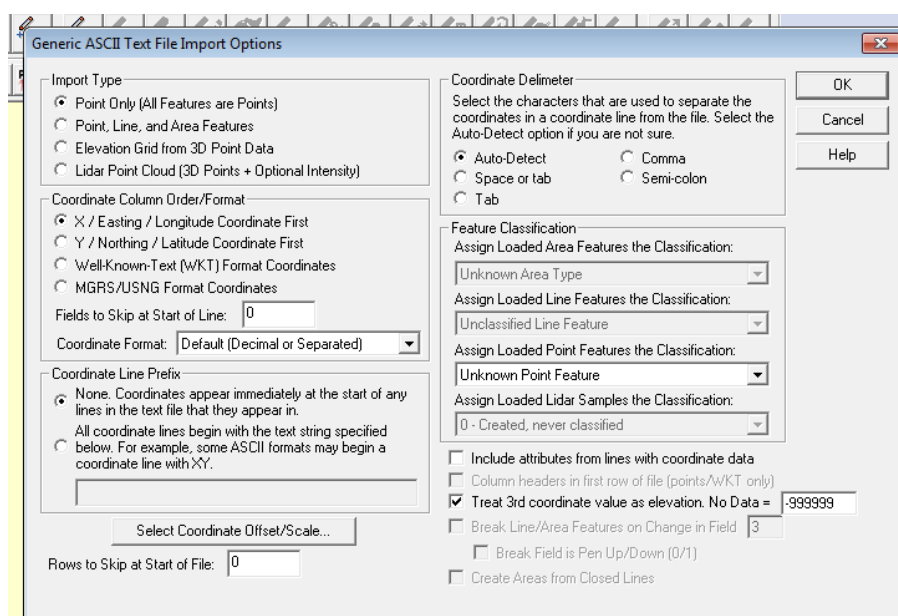 Generic ASCII Text File Import Options
Import Type
Point Only (All Features are Points)
Point, Line, and Area Features
Elevation Grid from 3D Point Data
Lidar Point Cloud (3D Points + Optional Intensity)
Coordinate Column Order/Format
X / Easting / Longitude Coordinate First
Y / Northing / Latitude Coordinate First
Well-Known-Text (WKT) Format Coordinates
MGRS/USNG Format Coordinates
Fields to Skip at Start of Line: 0
Coordinate Format: Default (Decimal or Separated)
Coordinate Line Prefix
None. Coordinates appear immediately at the start of any
lines in the text file that they appear in.
All coordinate lines begin with the text string specified
below. For example, some ASCII formats may begin a
coordinate line with XY.
Select Coordinate Offset/Scale...
Rows to Skip at Start of File: 0
Coordinate Delimeter
Select the characters that are used to separate the
coordinates in a coordinate line from the file. Select the
Auto-Detect option if you are not sure.
Auto-Detect Comma
Space or tab Semi-colon
Tab
Feature Classification
Assign Loaded Area Features the Classification:
Unknown Area Type
Assign Loaded Line Features the Classification:
Unclassified Line Feature
Assign Loaded Point Features the Classification:
Unknown Point Feature
Assign Loaded Lidar Samples the Classification:
0 - Created, never classified
Include attributes from lines with coordinate data
Column headers in first row of file (points/WKT only)
Treat 3rd coordinate value as elevation. No Data = -999999
Break Line/Area Features on Change in Field 3
Break Field is Pen Up/Down (0/1)
Create Areas from Closed Lines
OK
Cancel
Help